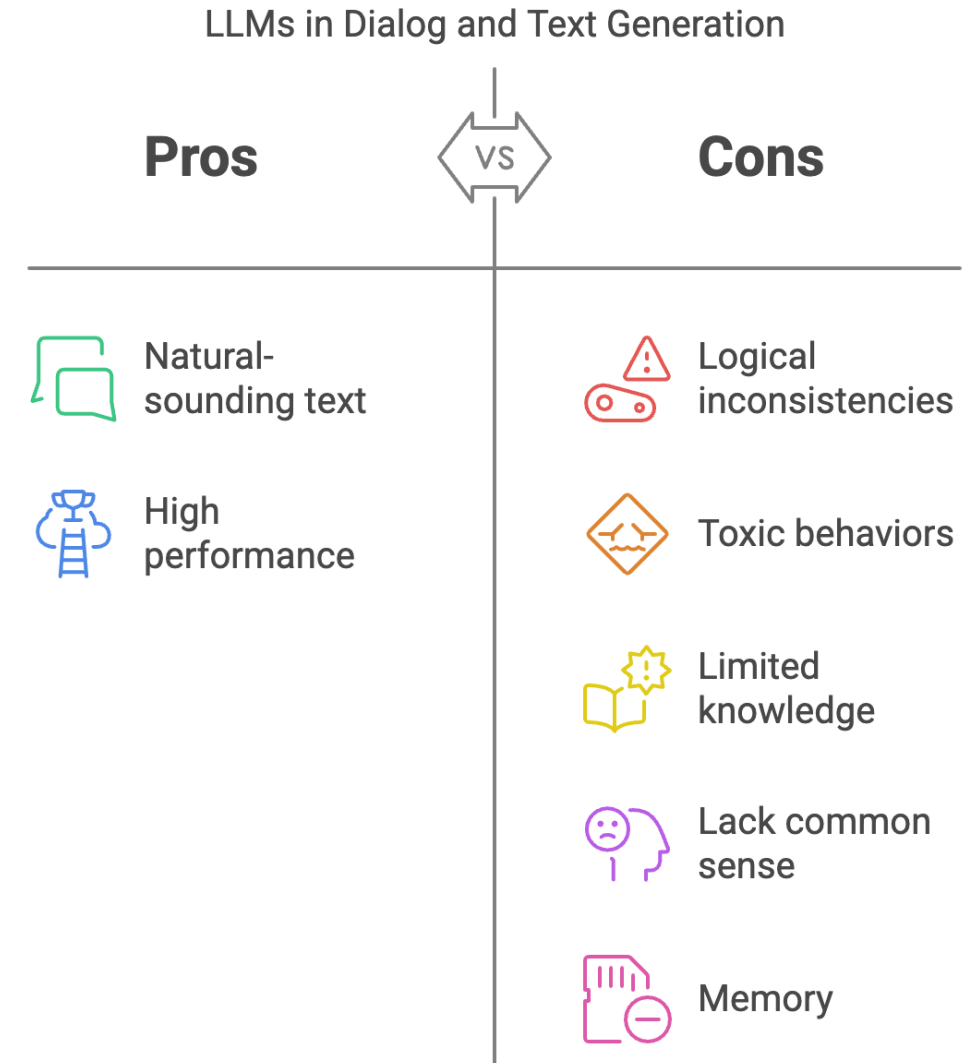 LLMs in Dialog and Text Generation
Pros
VS
Cons
Natural-
sounding text
High
performance
Logical
inconsistencies
Toxic behaviors
Limited
knowledge
Lack common
sense
Memory